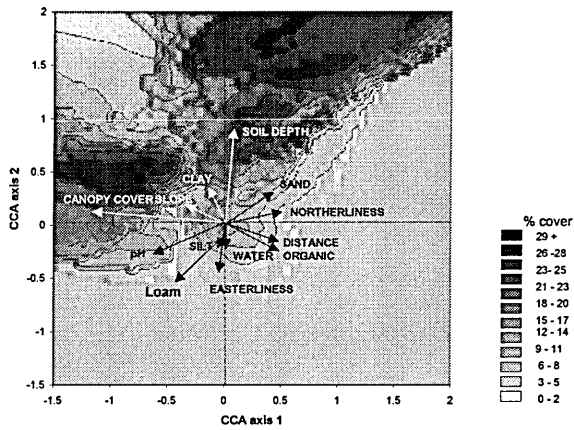 2
1.5
1
0.5
0
-0.5
-1
-1.5
CCA axis 2
SOIL DEPTH
CLAY
SAND
CANOPY COVER SLOPE
NORTHERLINESS
pH
SILT
DISTANCE
WATER ORGANIC
Loam
EASTERLINESS
-1.5 -1 -0.5 0 0.5 1 1.5 2
CCA axis 1
% cover
29 +
26 -28
23- 25
21 - 23
18 - 20
15 - 17
12 - 14
9 - 11
6 - 8
3 - 5
0 - 2